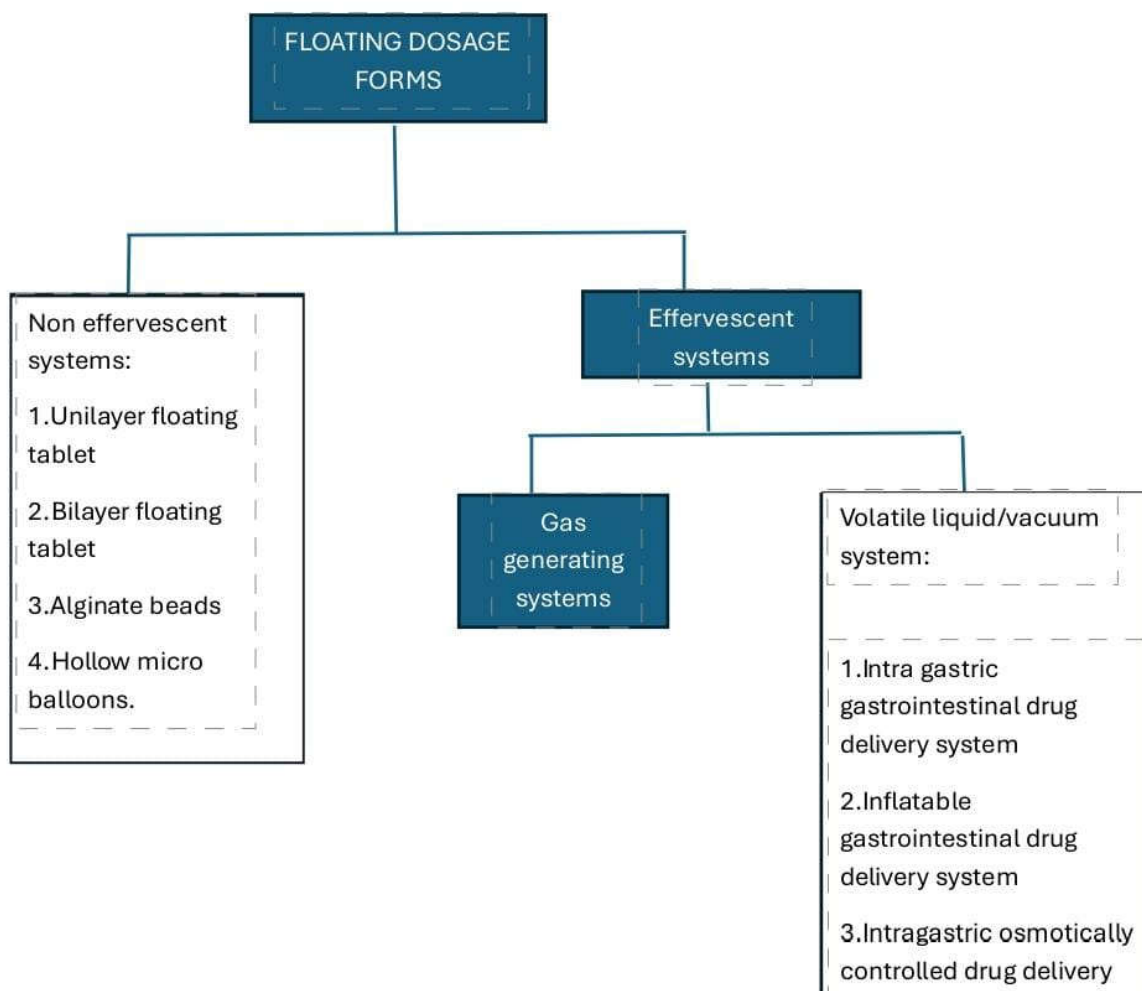 FLOATING DOSAGE
FORMS
Non effervescent
systems:
1.Unilayer floating
tablet
2.Bilayer floating
tablet
3.Alginate beads
4.Hollow micro
balloons.
Effervescent
systems
Gas
generating
systems
Volatile liquid/vacuum
system:
1.Intra gastric
gastrointestinal drug
delivery system
2.Inflatable
gastrointestinal drug
delivery system
3.Intragastric osmotically
controlled drug delivery